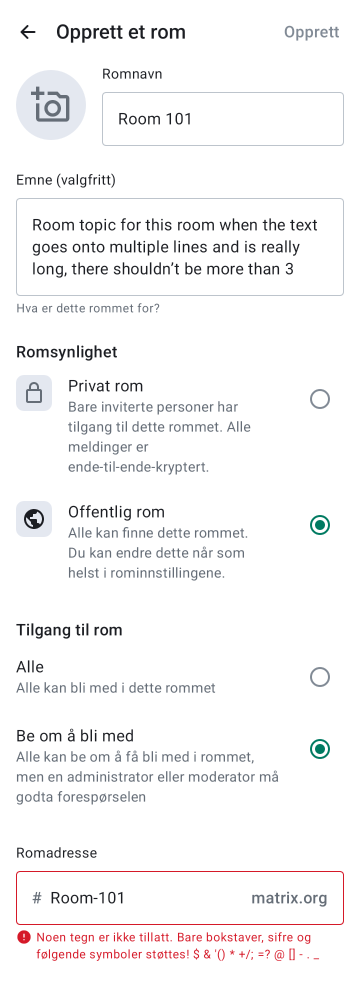 Opprett et rom
Opprett
Romnavn
Room 101
Emne (valgfritt)
Room topic for this room when the text
goes onto multiple lines and is really
long, there shouldn’t be more than 3
Hva er dette rommet for?
Romsynlighet
Privat rom
Bare inviterte personer har
tilgang til dette rommet. Alle
meldinger er
ende-til-ende-kryptert.
Offentlig rom
Alle kan finne dette rommet.
Du kan endre dette når som
helst i rominnstillingene.
Tilgang til rom
Alle
Alle kan bli med i dette rommet
Be om å bli med
Alle kan be om å få bli med i rommet,
men en administrator eller moderator må
godta forespørselen
Romadresse
# Room-101 matrix.org
Noen tegn er ikke tillatt. Bare bokstaver, sifre og
følgende symboler støttes! $ & '() * +/; =? @ [] - . _